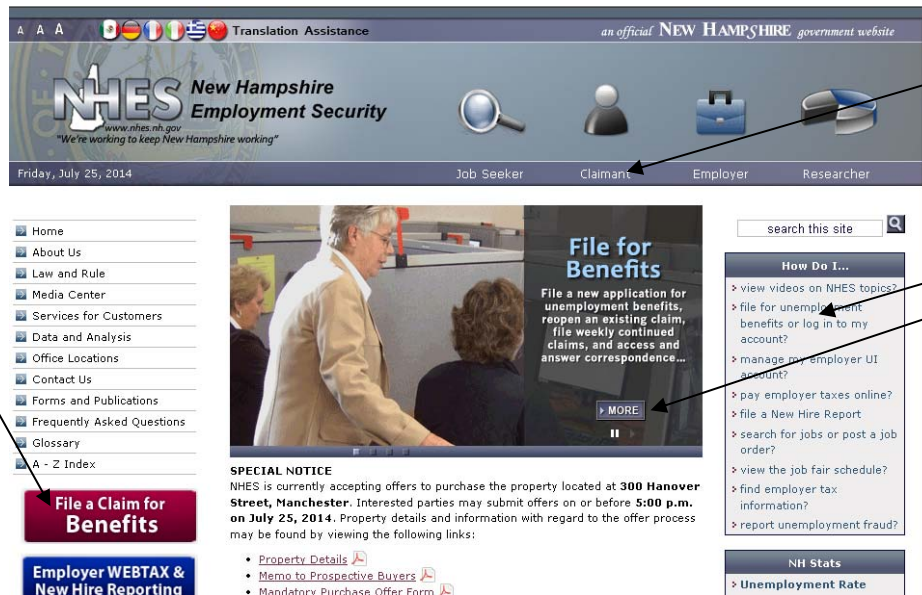 A A A
Translation Assistance
an official NEW HAMPSHIRE government website
NHES
www.nhes.nh.gov
"We're working to keep New Hampshire working"
New Hampshire
Employment Security
Friday, July 25, 2014
Job Seeker
Claimant
Employer
Researcher
Home
About Us
Law and Rule
Media Center
Services for Customers
Data and Analysis
Office Locations
Contact Us
Forms and Publications
Frequently Asked Questions
Glossary
A - Z Index
File a Claim for
Benefits
Employer WEBTAX &
New Hire Reporting
File for
Benefits
File a new application for
unemployment benefits,
reopen an existing claim,
file weekly continued
claims, and access and
answer correspondence...
MORE
SPECIAL NOTICE
NHES is currently accepting offers to purchase the property located at 300 Hanover
Street, Manchester. Interested parties may submit offers on or before 5:00 p.m.
on July 25, 2014. Property details and information with regard to the offer process
may be found by viewing the following links:
Property Details
Memo to Prospective Buyers
Mandatory Purchase Offer Form
search this site
How Do I...
view videos on NHES topics?
file for unemployment
benefits or log in to my
account?
manage my employer UI
account?
pay employer taxes online?
file a New Hire Report
search for jobs or post a job
order?
view the job fair schedule?
find employer tax
information?
report unemployment fraud?
NH Stats
Unemployment Rate